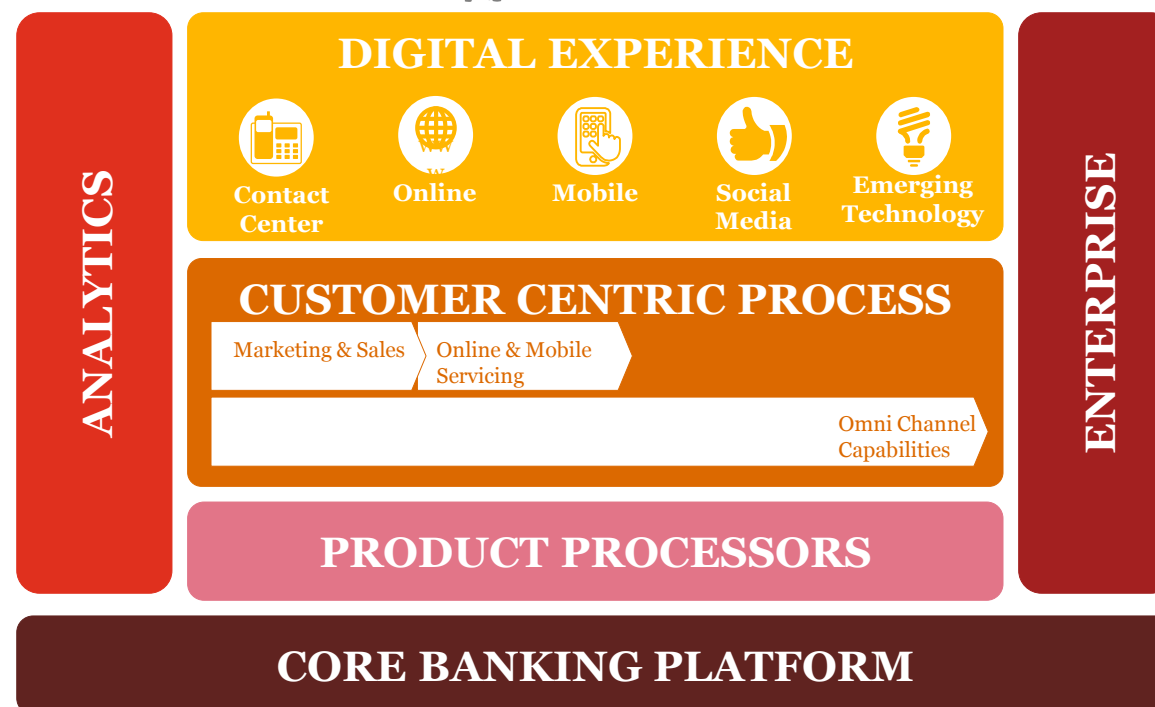 ANALYTICS
DIGITAL EXPERIENCE
Contact
Center
W
Online
Mobile
Social
Media
Emerging
Technology
CUSTOMER CENTRIC PROCESS
Marketing & Sales
Online & Mobile
Servicing
Omni Channel
Capabilities
PRODUCT PROCESSORS
ENTERPRISE
CORE BANKING PLATFORM